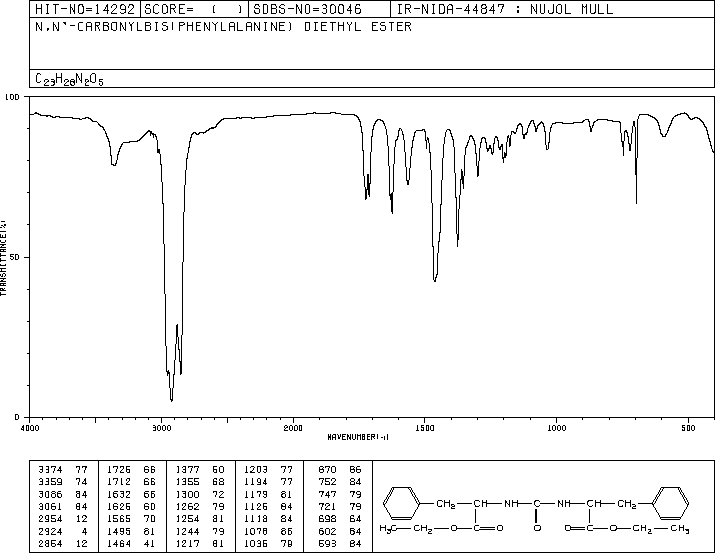 HIT-NO=14292 SCORE= ( ) SDBS-NO=30046 IR-NIDA-44847 : NUJOL MULL
N,N'-CARBONYLBIS(PHENYLALANINE) DIETHYL ESTER
C23H28N2O5
100
50
0
TRANSMITTANCE(%)
4000 3000 2000 1500 1000 500
WAVENUMBER(-1)
3374 77 1726 66 1377 50 1203 77 870 86
3359 74 1712 66 1355 68 1194 77 752 84
3086 84 1632 66 1300 72 1179 81 747 79
3061 84 1626 60 1262 79 1126 84 721 79
2954 12 1565 70 1254 81 1118 84 698 64
2924 4 1495 81 1244 79 1078 86 602 84
2854 12 1464 41 1217 81 1036 79 593 84
CH2 CH NH C NH CH CH2
CH3 CH2 O C O O O C O CH2 CH3